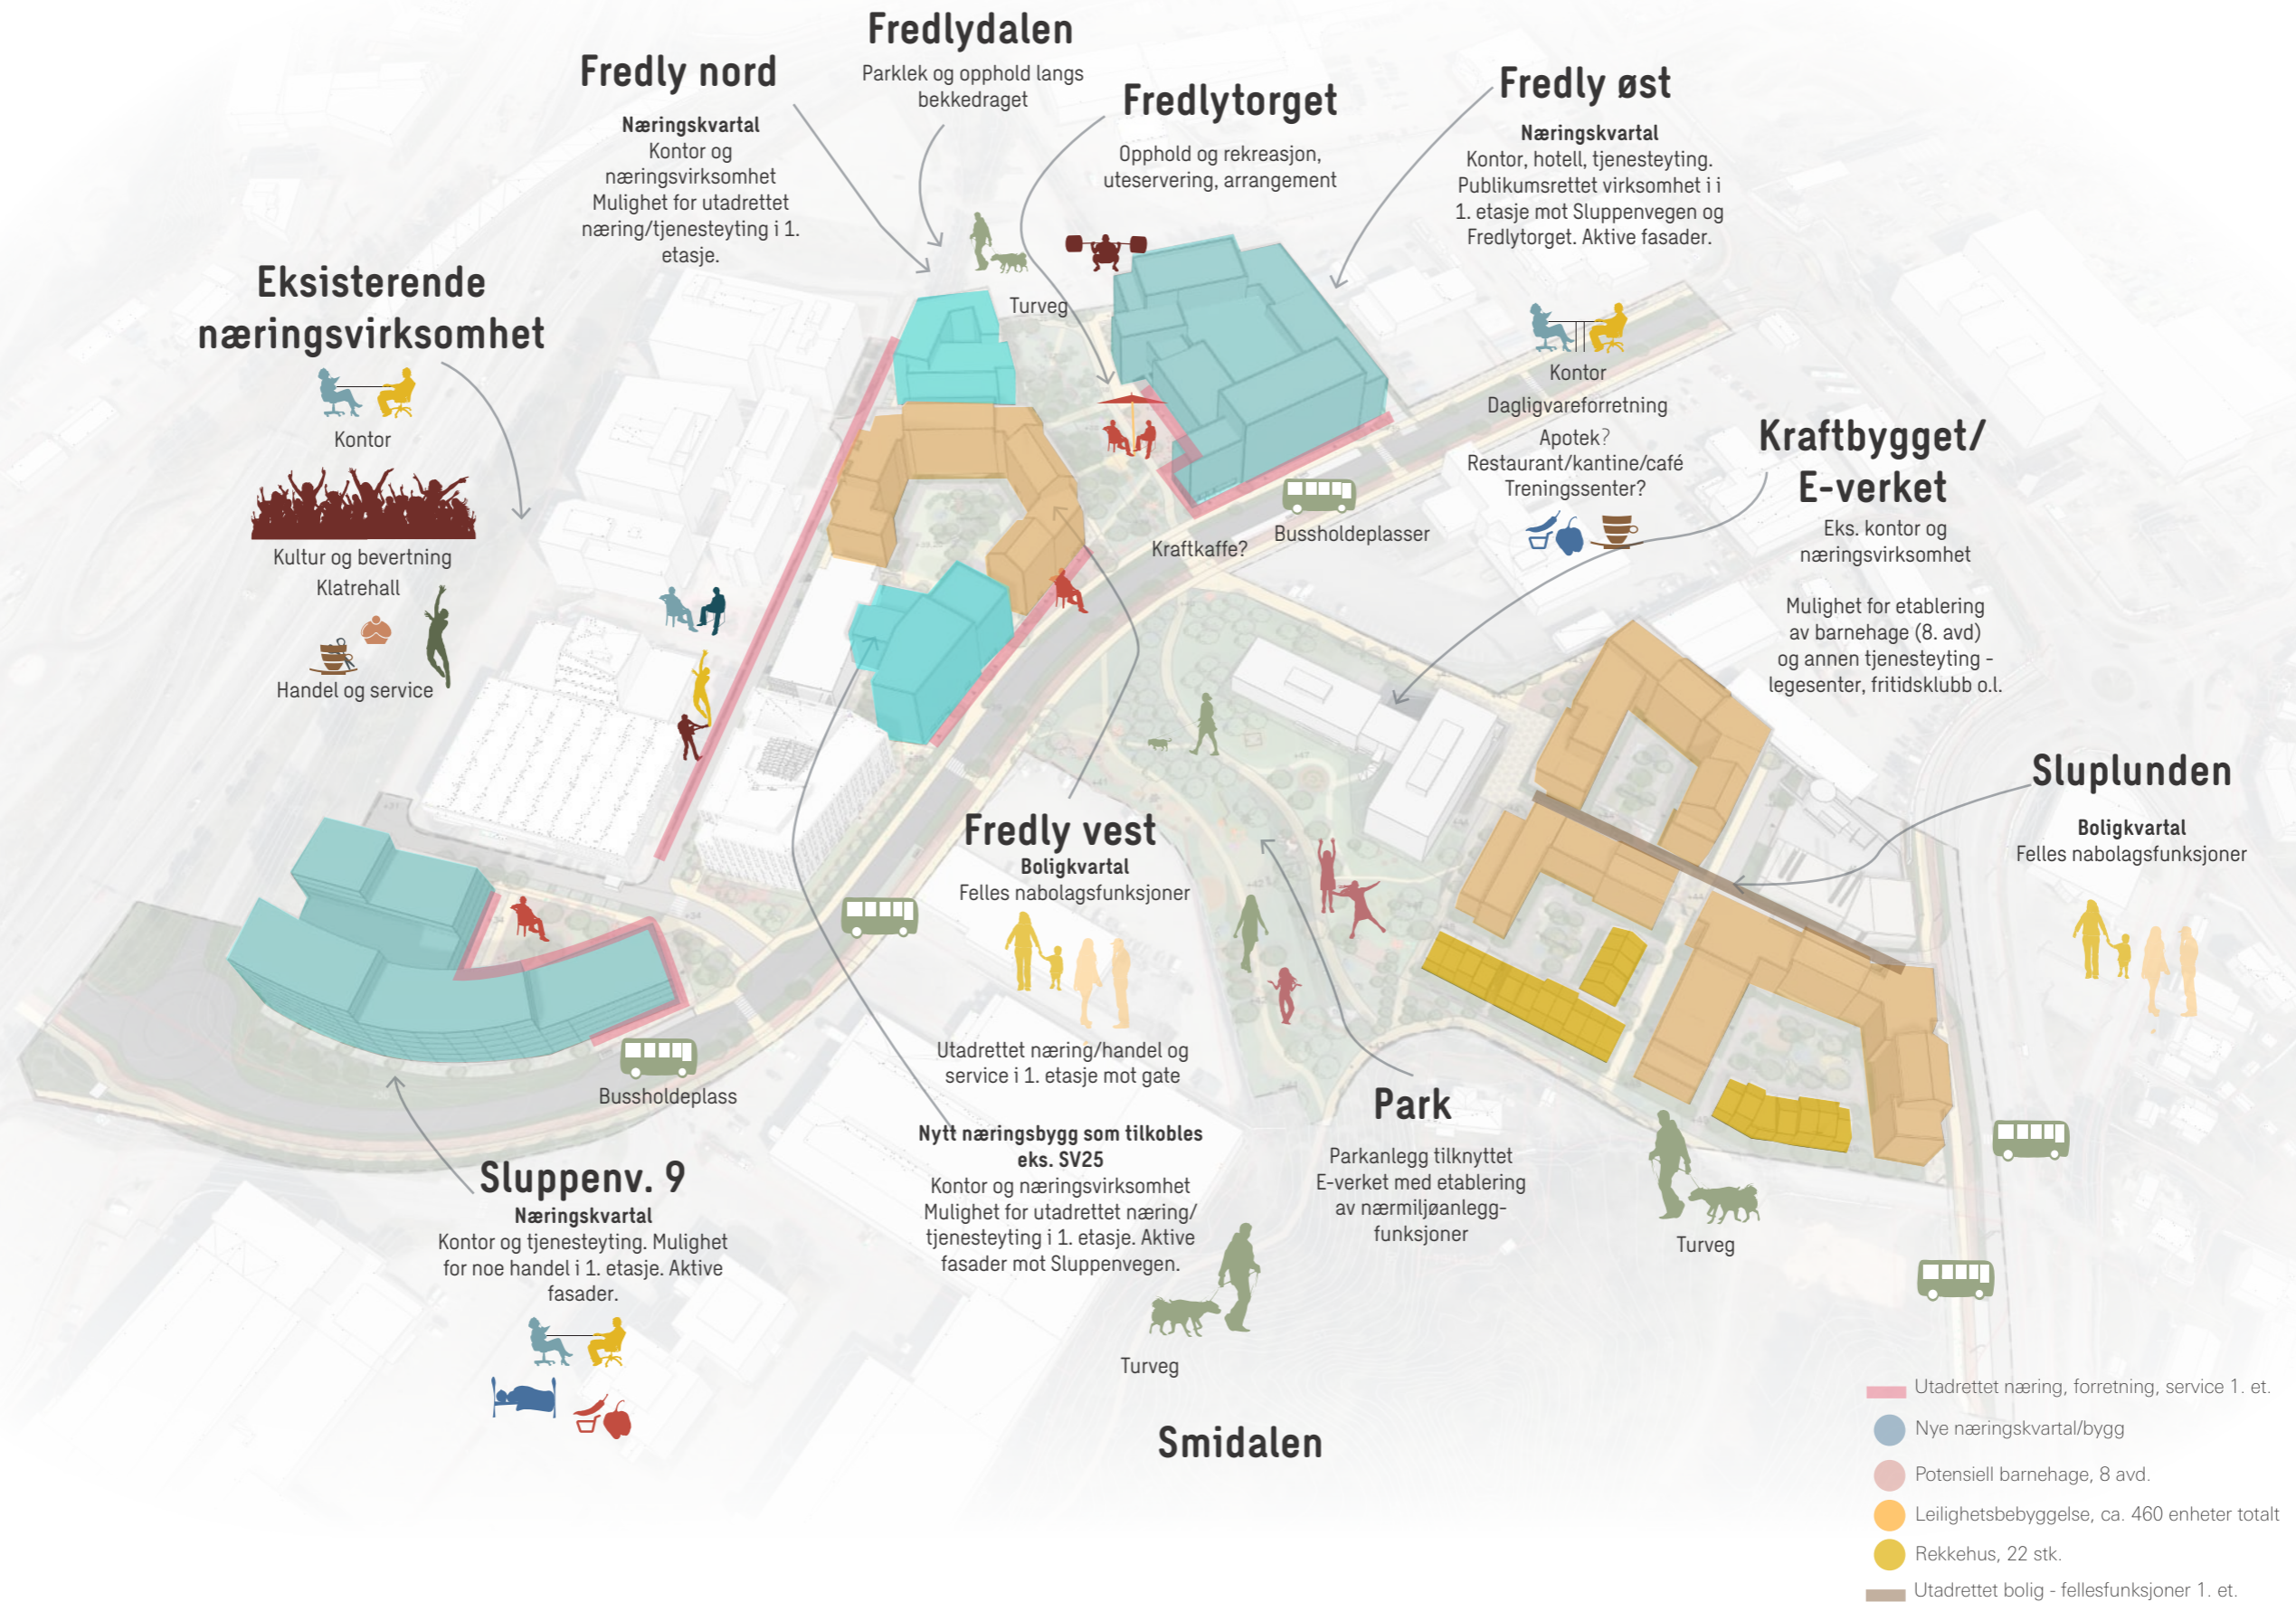 Fredlydalen
Parklek og opphold langs
bekkedraget
Fredly nord
Næringskvartal
Kontor og
næringsvirksomhet
Mulighet for utadrettet
næring/tjenesteyting i 1.
etasje.
Fredlytorget
Opphold og rekreasjon,
uteservering, arrangement
Fredly øst
Næringskvartal
Kontor, hotell, tjenesteyting.
Publikumsrettet virksomhet i i
1. etasje mot Sluppenvegen og
Fredlytorget. Aktive fasader.
Eksisterende
næringsvirksomhet
Kontor
Kultur og bevertning
Klatrehall
Handel og service
Turveg
Kontor
Dagligvareforretning
Apotek?
Restaurant/kantine/café
Treningssenter?
Kraftbygget/
E-verket
Eks. kontor og
næringsvirksomhet
Mulighet for etablering
av barnehage (8. avd)
og annen tjenesteyting -
legesenter, fritidsklubb o.l.
Bussholdeplasser
Kraftkaffe?
Sluplunden
Boligkvartal
Felles nabolagsfunksjoner
Fredly vest
Boligkvartal
Felles nabolagsfunksjoner
Utadrettet næring/handel og
service i 1. etasje mot gate
Nytt næringsbygg som tilkobles
eks. SV25
Kontor og næringsvirksomhet
Mulighet for utadrettet næring/
tjenesteyting i 1. etasje. Aktive
fasader mot Sluppenvegen.
Bussholdeplass
Sluppenv. 9
Næringskvartal
Kontor og tjenesteyting. Mulighet
for noe handel i 1. etasje. Aktive
fasader.
Park
Parkanlegg tilknyttet
E-verket med etablering
av nærmiljøanlegg-
funksjoner
Turveg
Turveg
Smidalen
Utadrettet næring, forretning, service 1. et.
Nye næringskvartal/bygg
Potensiell barnehage, 8 avd.
Leilighetsbebyggelse, ca. 460 enheter totalt
Rekkehus, 22 stk.
Utadrettet bolig - fellesfunksjoner 1. et.